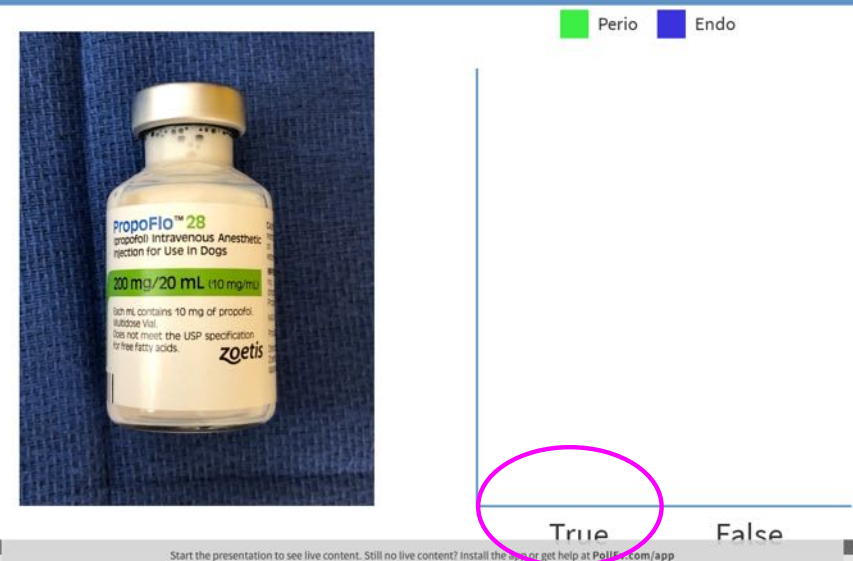 Perio Endo
PropoFlo™ 28
(propofol) Intravenous Anesthetic
Injection for Use in Dogs
200 mg/20 mL (10 mg/mL)
Each mL contains 10 mg of propofol.
Multidose Vial.
Does not meet the USP specification
for free fatty acids.
zoetis
True False
Start the presentation to see live content. Still no live content? Install the app or get help at PollEv.com/app